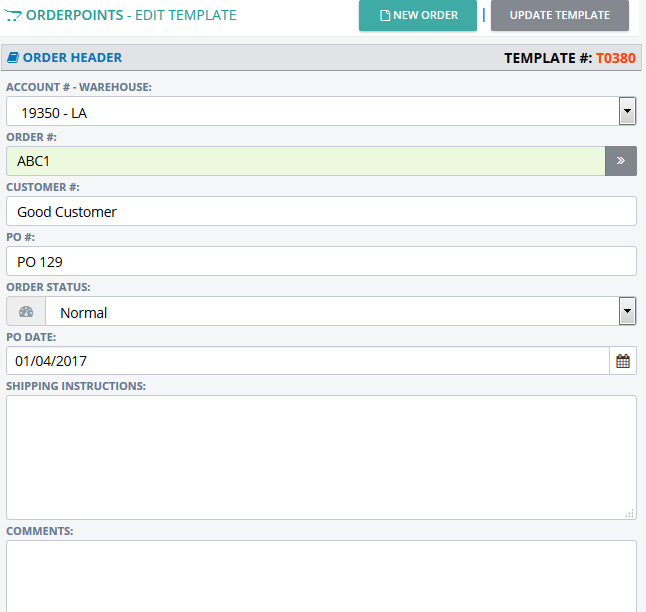 ORDERPOINTS - EDIT TEMPLATE
NEW ORDER | UPDATE TEMPLATE
ORDER HEADER TEMPLATE #: T0380
ACCOUNT # - WAREHOUSE:
19350 - LA
ORDER #:
ABC1 »
CUSTOMER #:
Good Customer
PO #:
PO 129
ORDER STATUS:
Normal
PO DATE:
01/04/2017
SHIPPING INSTRUCTIONS:
COMMENTS: